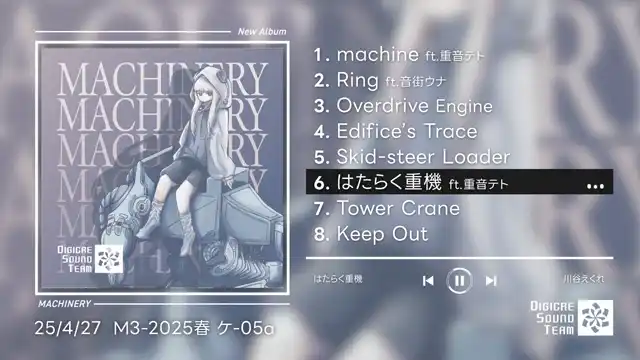 New Album
MACHINERY
MACHINERY
MACHINERY
MACHINERY
DIGICRE
SOUND
TEAM
MACHINERY
25/4/27 M3-2025春 ケ-05a
1. machine ft.重音テト
2. Ring ft.音街ウナ
3. Overdrive Engine
4. Edifice's Trace
5. Skid-steer Loader
6. はたらく重機 ft.重音テト
7. Tower Crane
8. Keep Out
はたらく重機
川谷えぐれ
DIGICRE
SOUND
TEAM